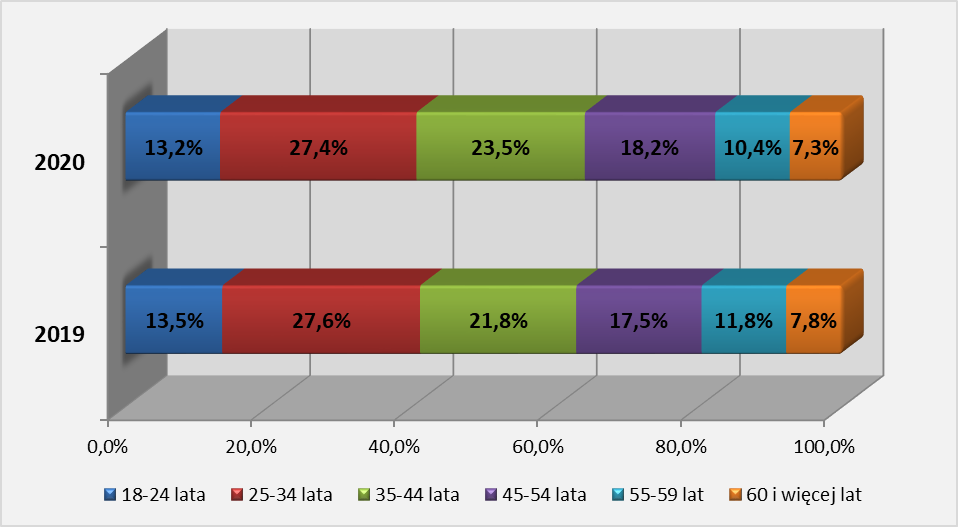 2020
13,2% 27,4% 23,5% 18,2% 10,4% 7,3%
2019
13,5% 27,6% 21,8% 17,5% 11,8% 7,8%
0,0% 20,0% 40,0% 60,0% 80,0% 100,0%
18-24 lata 25-34 lata 35-44 lata 45-54 lata 55-59 lat 60 i więcej lat